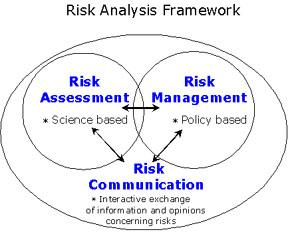 Risk Analysis Framework
Risk
Assessment
* Science based
Risk
Management
* Policy based
Risk
Communication
* Interactive exchange
of information and opinions
concerning risks